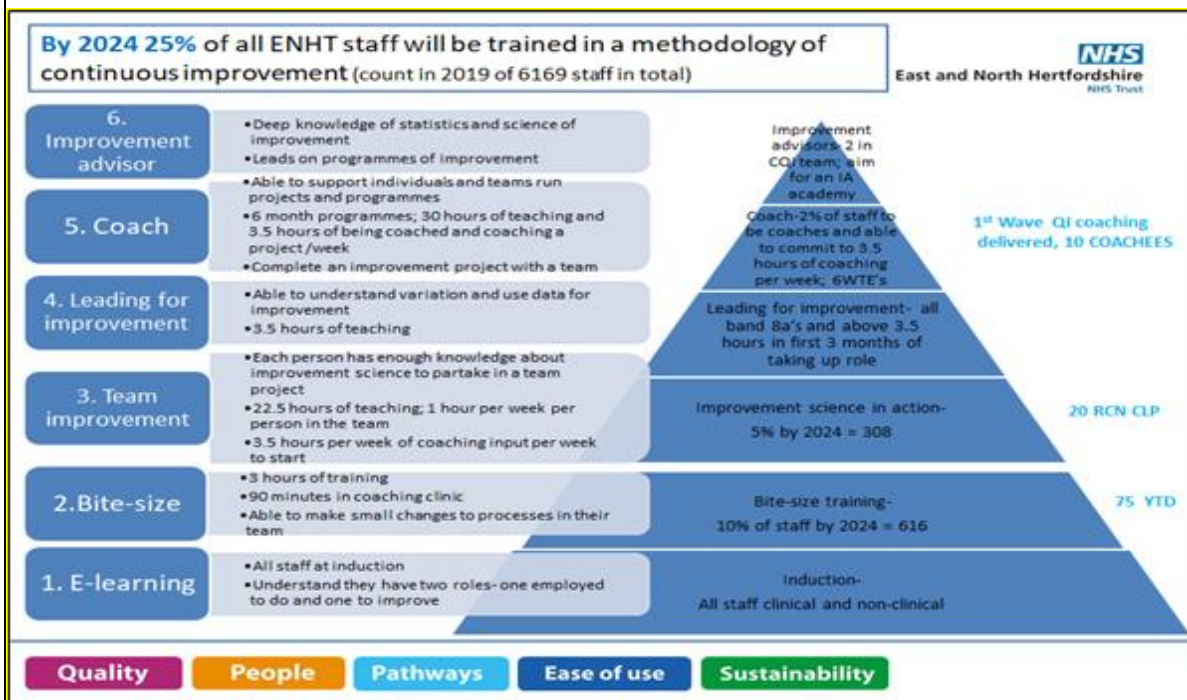 By 2024 25% of all ENHT staff will be trained in a methodology of
continuous improvement (count in 2019 of 6169 staff in total)
NHS
East and North Hertfordshire
NHS Trust
6.
Improvement
advisor
•Deep knowledge of statistics and science of
improvement
•Leads on programmes of improvement
Improvement
advisors- 2 in
CQI team; aim
for an IA
academy
5. Coach
•Able to support individuals and teams run
projects and programmes
•6 month programmes; 30 hours of teaching and
3.5 hours of being coached and coaching a
project/week
•Complete an improvement project with a team
Coach-2% of staff to
be coaches and able
to commit to 3.5
hours of coaching
per week; 6WTE's
1st Wave QI coaching
delivered, 10 COACHEES
4. Leading for
improvement
•Able to understand variation and use data for
improvement
•3.5 hours of teaching
Leading for improvement- all
band 8a's and above 3.5
hours in first 3 months of
taking up role
3. Team
improvement
•Each person has enough knowledge about
improvement science to partake in a team
project
•22.5 hours of teaching; 1 hour per week per
person in the team
•3.5 hours per week of coaching input per week
to start
Improvement science in action-
5% by 2024 = 308
20 RCN CLP
2.Bite-size
•3 hours of training
•90 minutes in coaching clinic
•Able to make small changes to processes in their
team
Bite-size training-
10% of staff by 2024 = 616
75 YTD
1. E-learning
•All staff at induction
•Understand they have two roles- one employed
to do and one to improve
Induction-
All staff clinical and non-clinical
Quality
People
Pathways
Ease of use
Sustainability